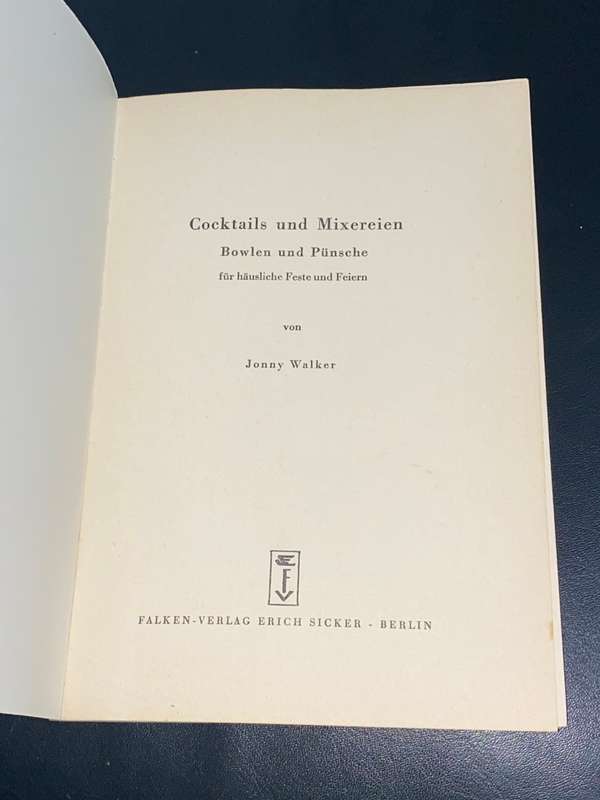 Cocktails und Mixereien
Bowlen und Pünsche
für häusliche Feste und Feiern
von
Jonny Walker
FALKEN-VERLAG ERICH SICKER - BERLIN